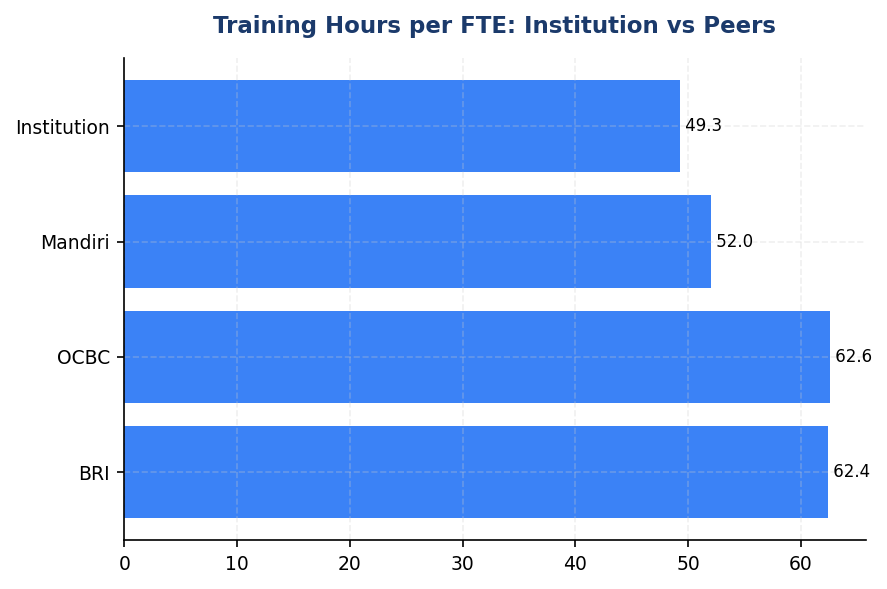 Training Hours per FTE: Institution vs Peers
Institution 49.3
Mandiri 52.0
OCBC 62.6
BRI 62.4
0 10 20 30 40 50 60